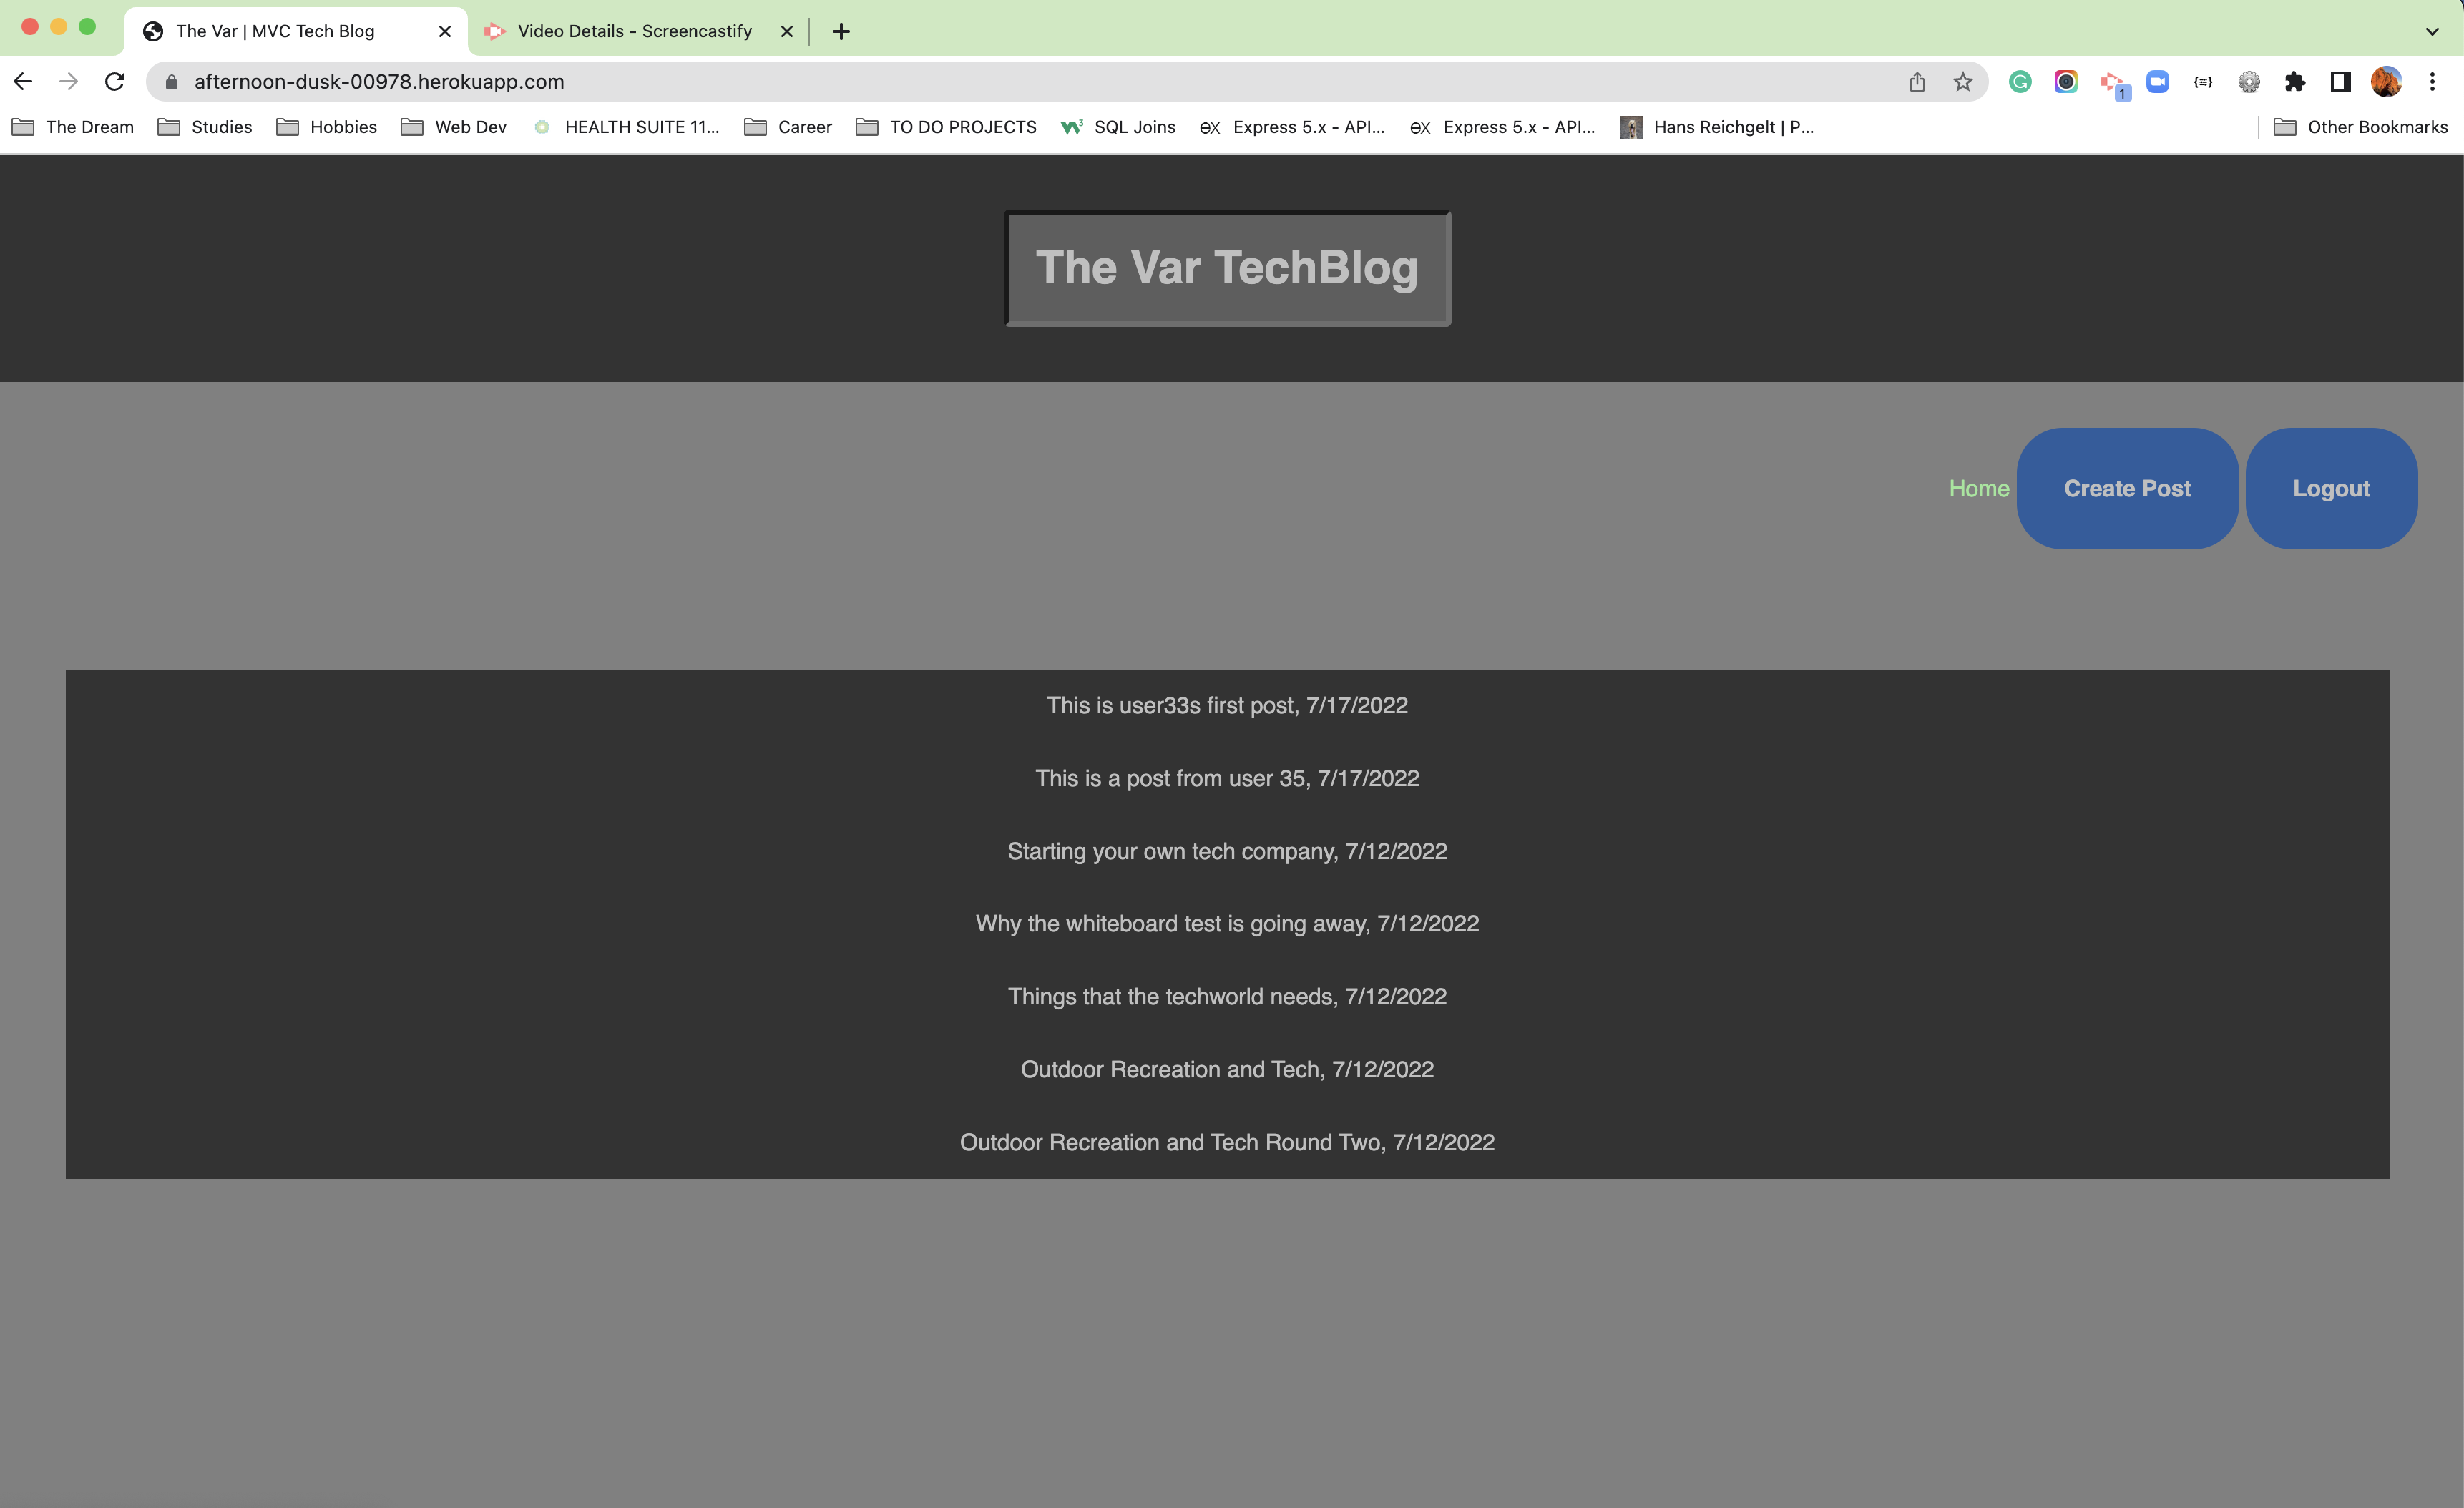 The Var | MVC Tech Blog
Video Details - Screencastify
afternoon-dusk-00978.herokuapp.com
1
The Dream
Studies
Hobbies
Web Dev
HEALTH SUITE 11...
Career
TO DO PROJECTS
SQL Joins
ex Express 5.x - API...
ex Express 5.x - API...
Hans Reichgelt | P...
Other Bookmarks
The Var TechBlog
Home
Create Post
Logout
This is user33s first post, 7/17/2022
This is a post from user 35, 7/17/2022
Starting your own tech company, 7/12/2022
Why the whiteboard test is going away, 7/12/2022
Things that the techworld needs, 7/12/2022
Outdoor Recreation and Tech, 7/12/2022
Outdoor Recreation and Tech Round Two, 7/12/2022